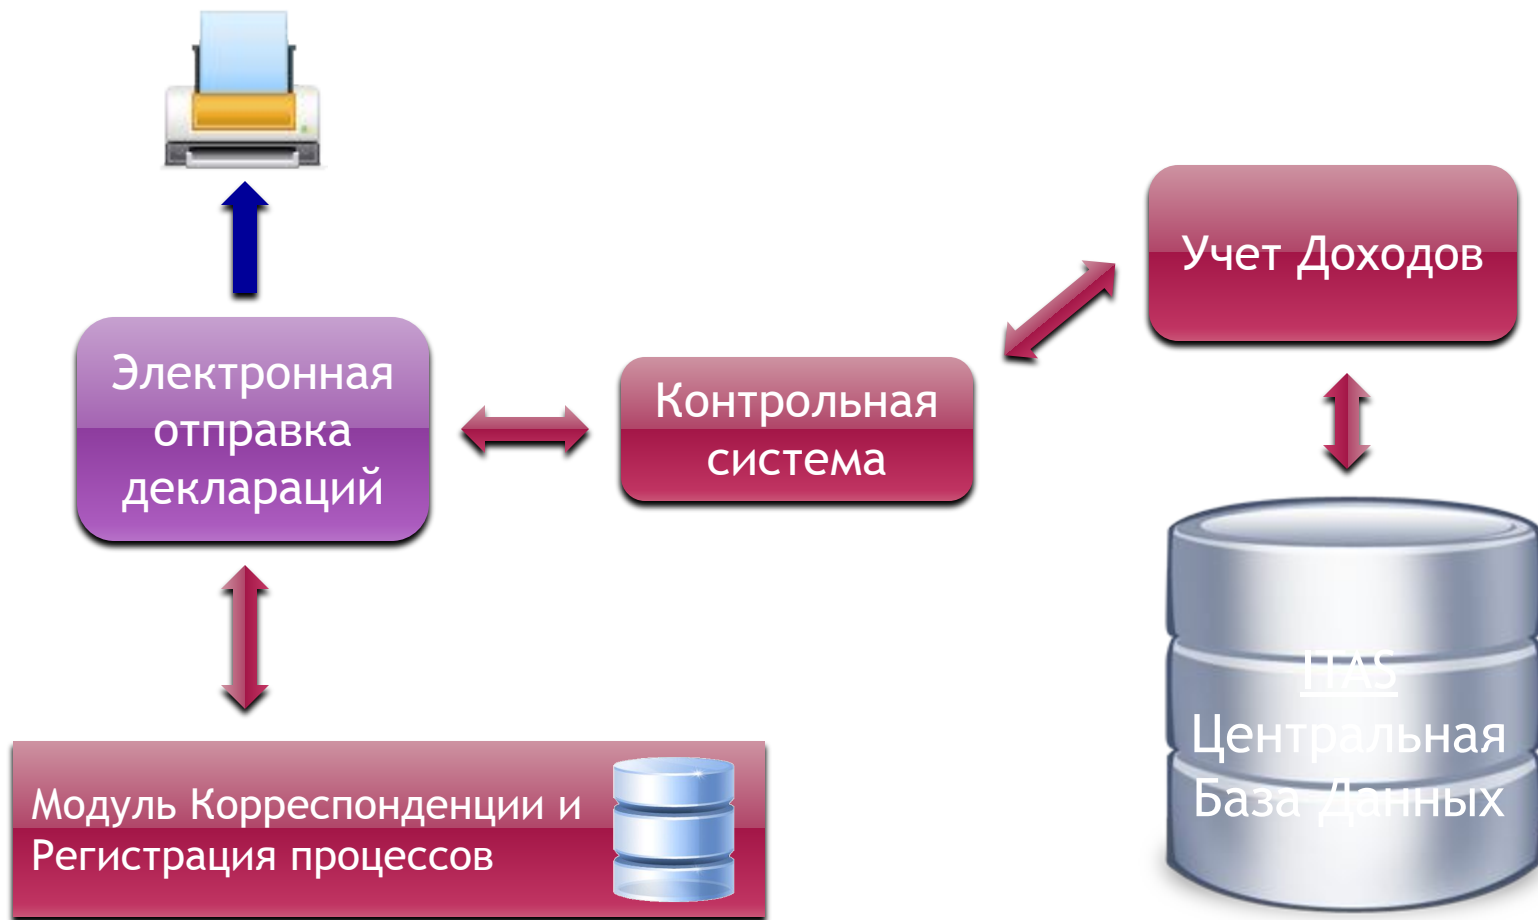 Учет Доходов
Электронная
отправка
деклараций
Контрольная
система
ITAS
Центральная
База Данных
Модуль Корреспонденции и
Регистрация процессов